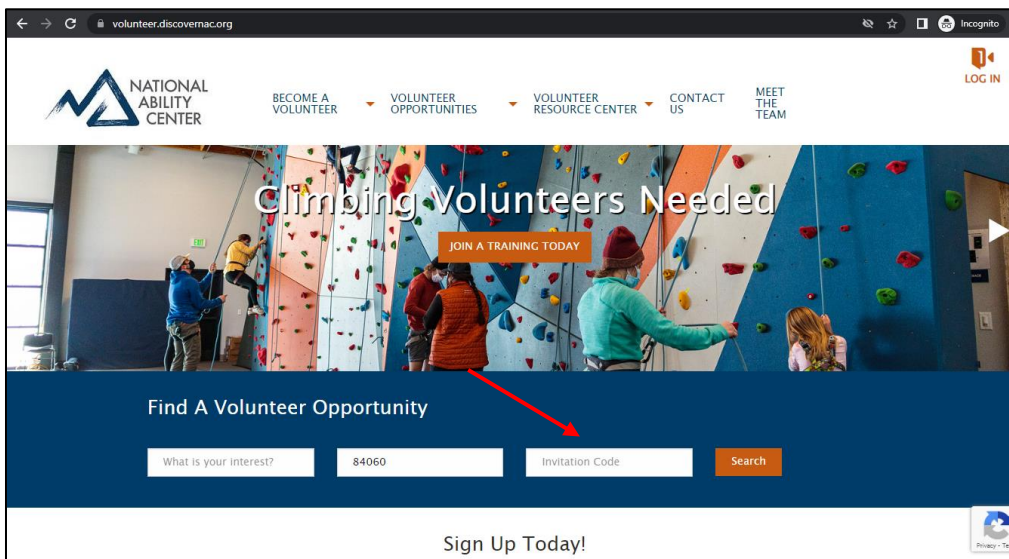 volunteer.discovernac.org
Incognito
LOG IN
NATIONAL
ABILITY
CENTER
BECOME A
VOLUNTEER
VOLUNTEER
OPPORTUNITIES
VOLUNTEER
RESOURCE CENTER
CONTACT
US
MEET
THE
TEAM
Climbing Volunteers Needed
JOIN A TRAINING TODAY
Find A Volunteer Opportunity
What is your interest?
84060
Invitation Code
Search
Sign Up Today!
Privacy - Te